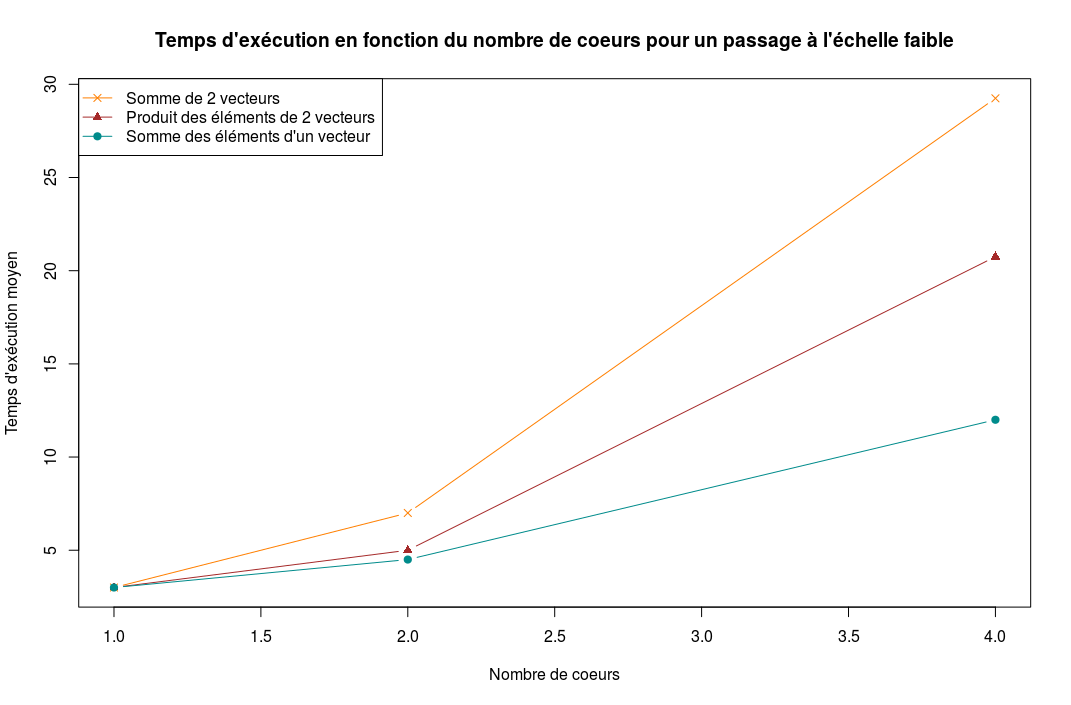 Temps d'exécution en fonction du nombre de coeurs pour un passage à l'échelle faible
Somme de 2 vecteurs
Produit des éléments de 2 vecteurs
Somme des éléments d'un vecteur
Temps d'exécution moyen
30
25
20
15
10
5
1.0 1.5 2.0 2.5 3.0 3.5 4.0
Nombre de coeurs